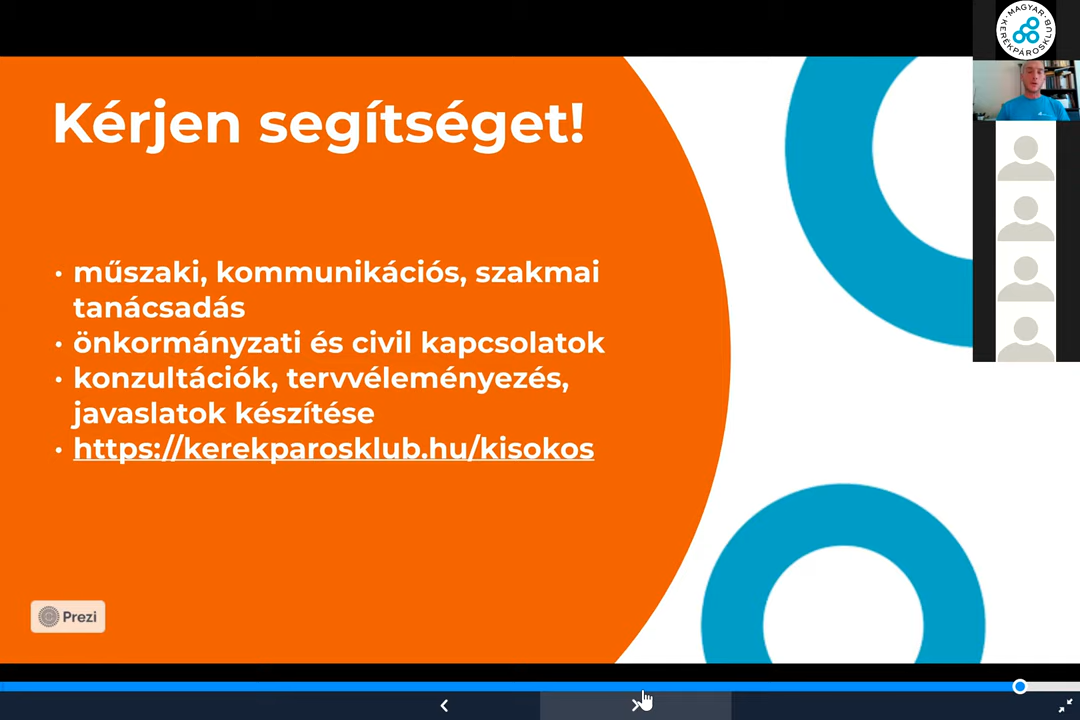 MAGYAR
KERÉKPÁROSKLUB
Kérjen segítséget!
• műszaki, kommunikációs, szakmai
tanácsadás
• önkormányzati és civil kapcsolatok
• konzultációk, tervvéleményezés,
javaslatok készítése
• https://kerekparosklub.hu/kisokos
Prezi